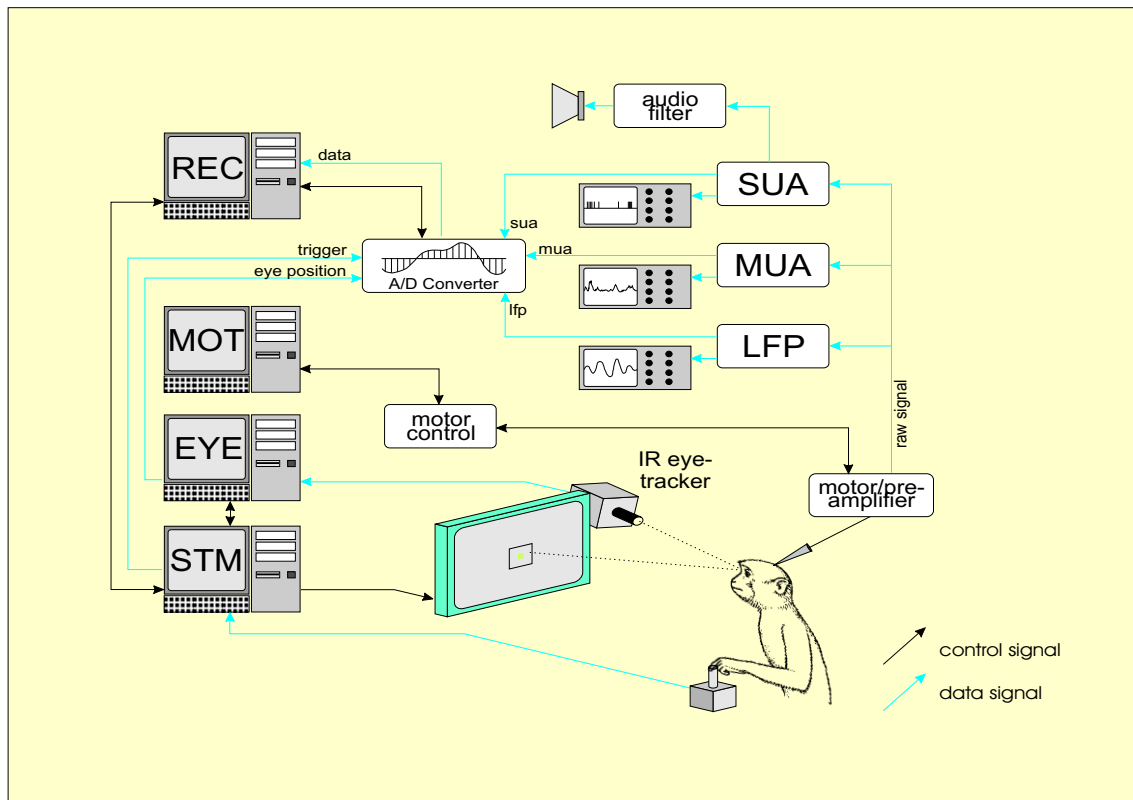 audio
filter
REC
data
SUA
sua
trigger
mua
MUA
eye position
A/D Converter
lfp
MOT
LFP
motor
control
raw signal
EYE
IR eye-
tracker
motor/pre-
amplifier
STM
control signal
data signal